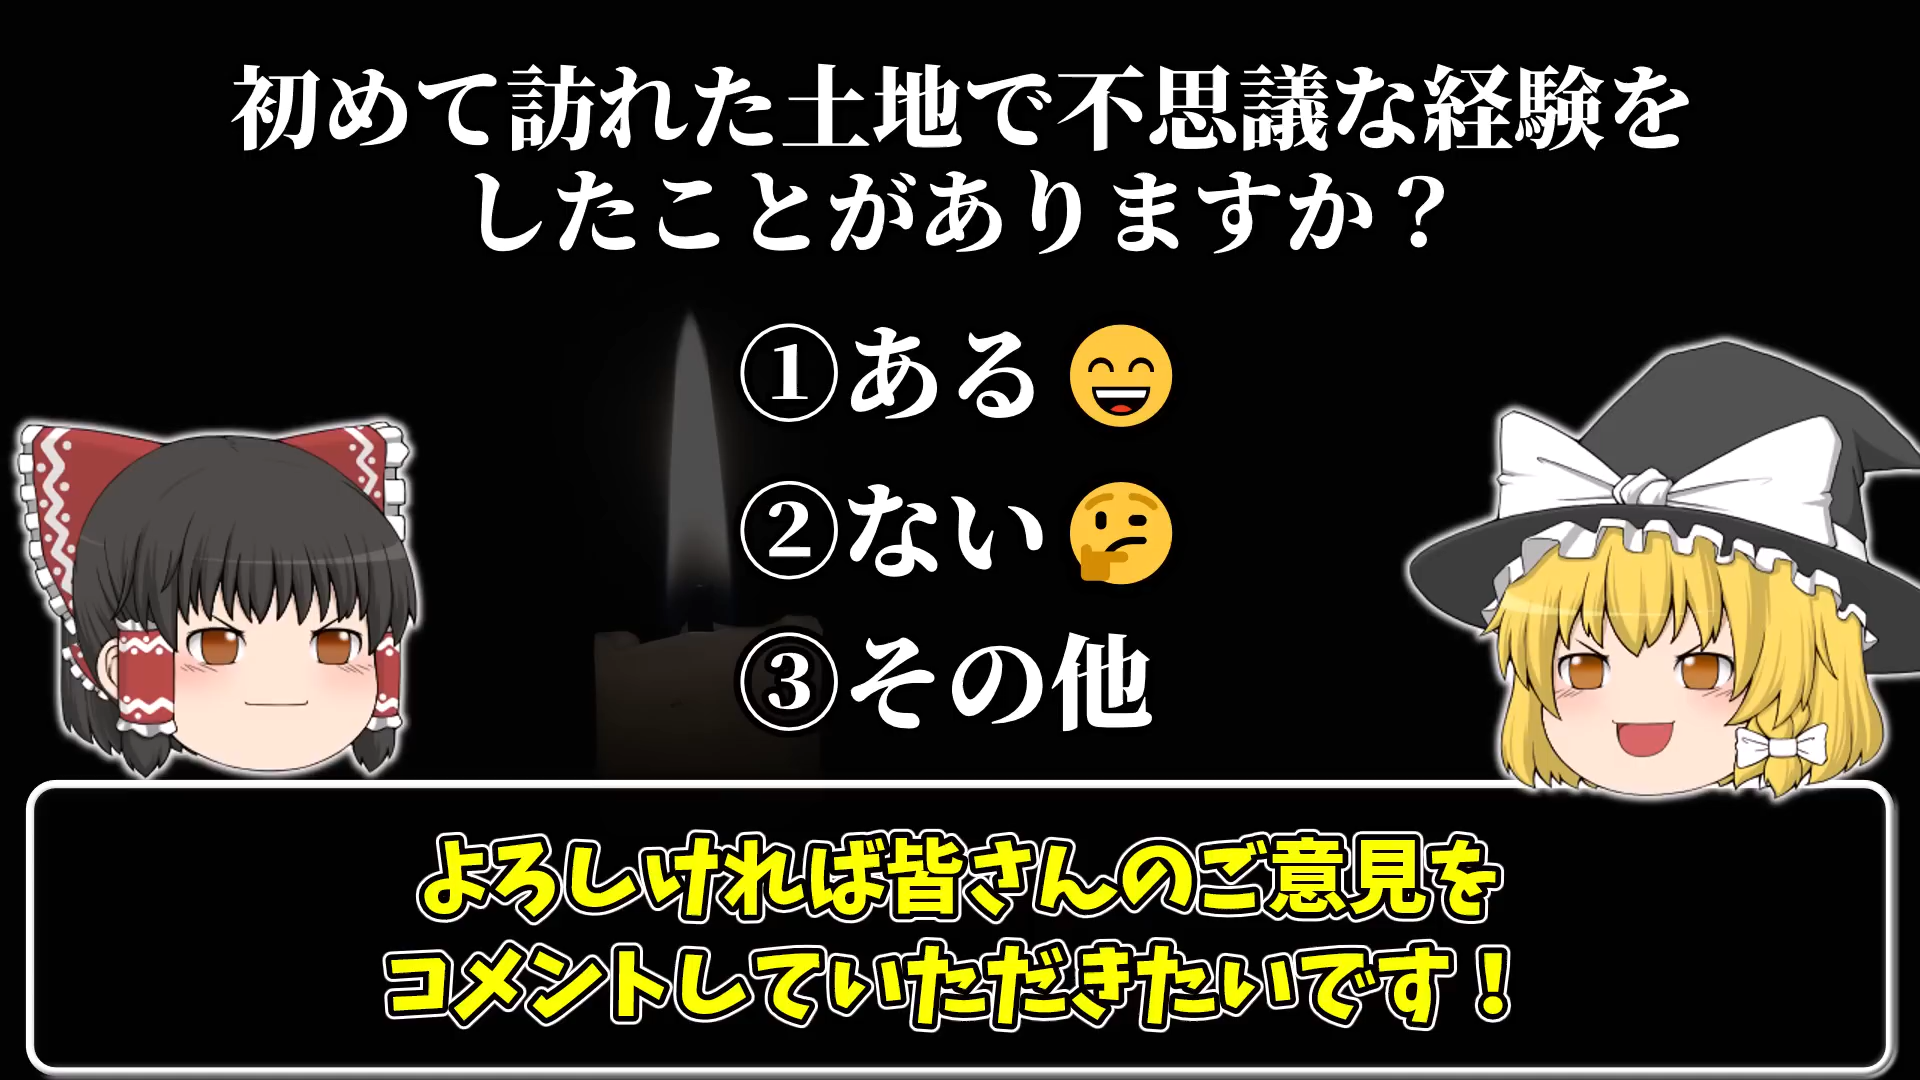 初めて訪れた土地で不思議な経験を
したことがありますか？
①ある😄
②ない🤔
③その他
よろしければ皆さんのご意見を
コメントしていただきたいです！